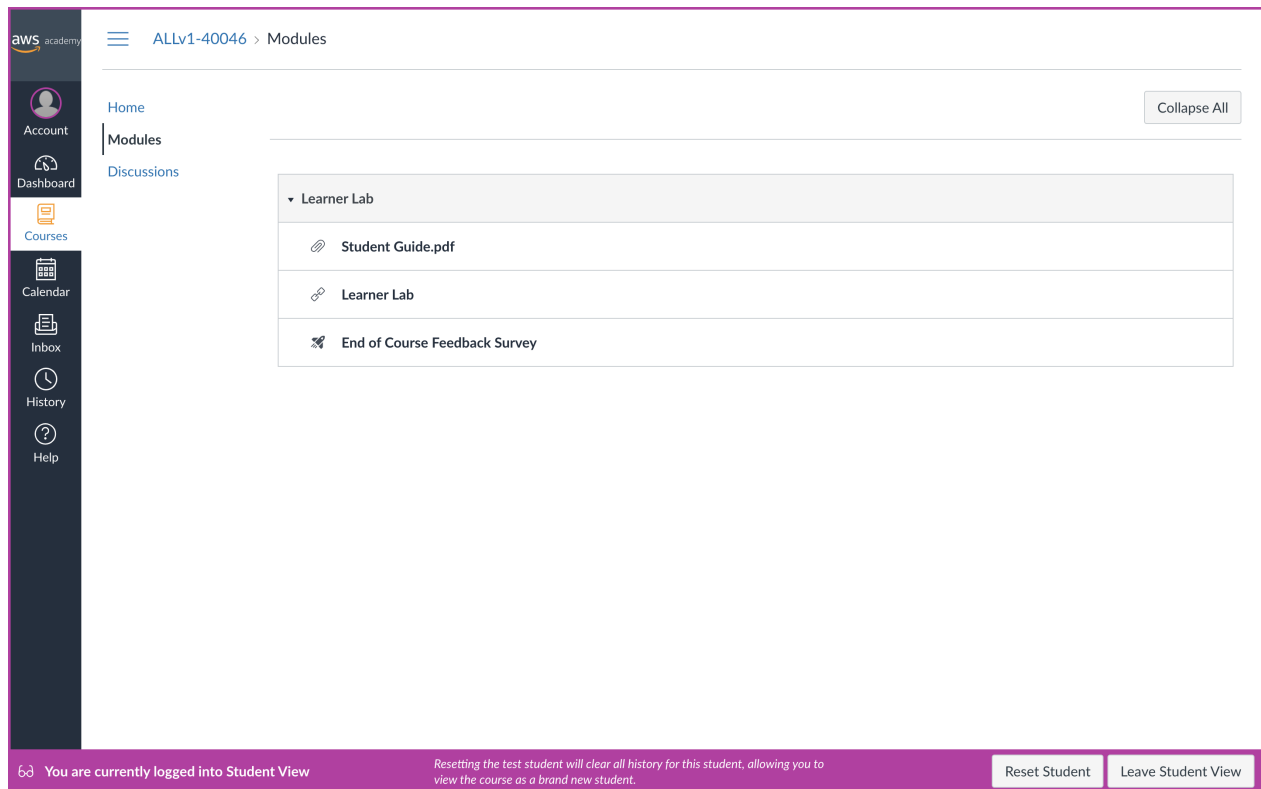 aws academy
ALLv1-40046 > Modules
Account
Dashboard
Courses
Calendar
Inbox
History
Help
Home
Modules
Discussions
Collapse All
Learner Lab
Student Guide.pdf
Learner Lab
End of Course Feedback Survey
You are currently logged into Student View
Resetting the test student will clear all history for this student, allowing you to
view the course as a brand new student.
Reset Student
Leave Student View